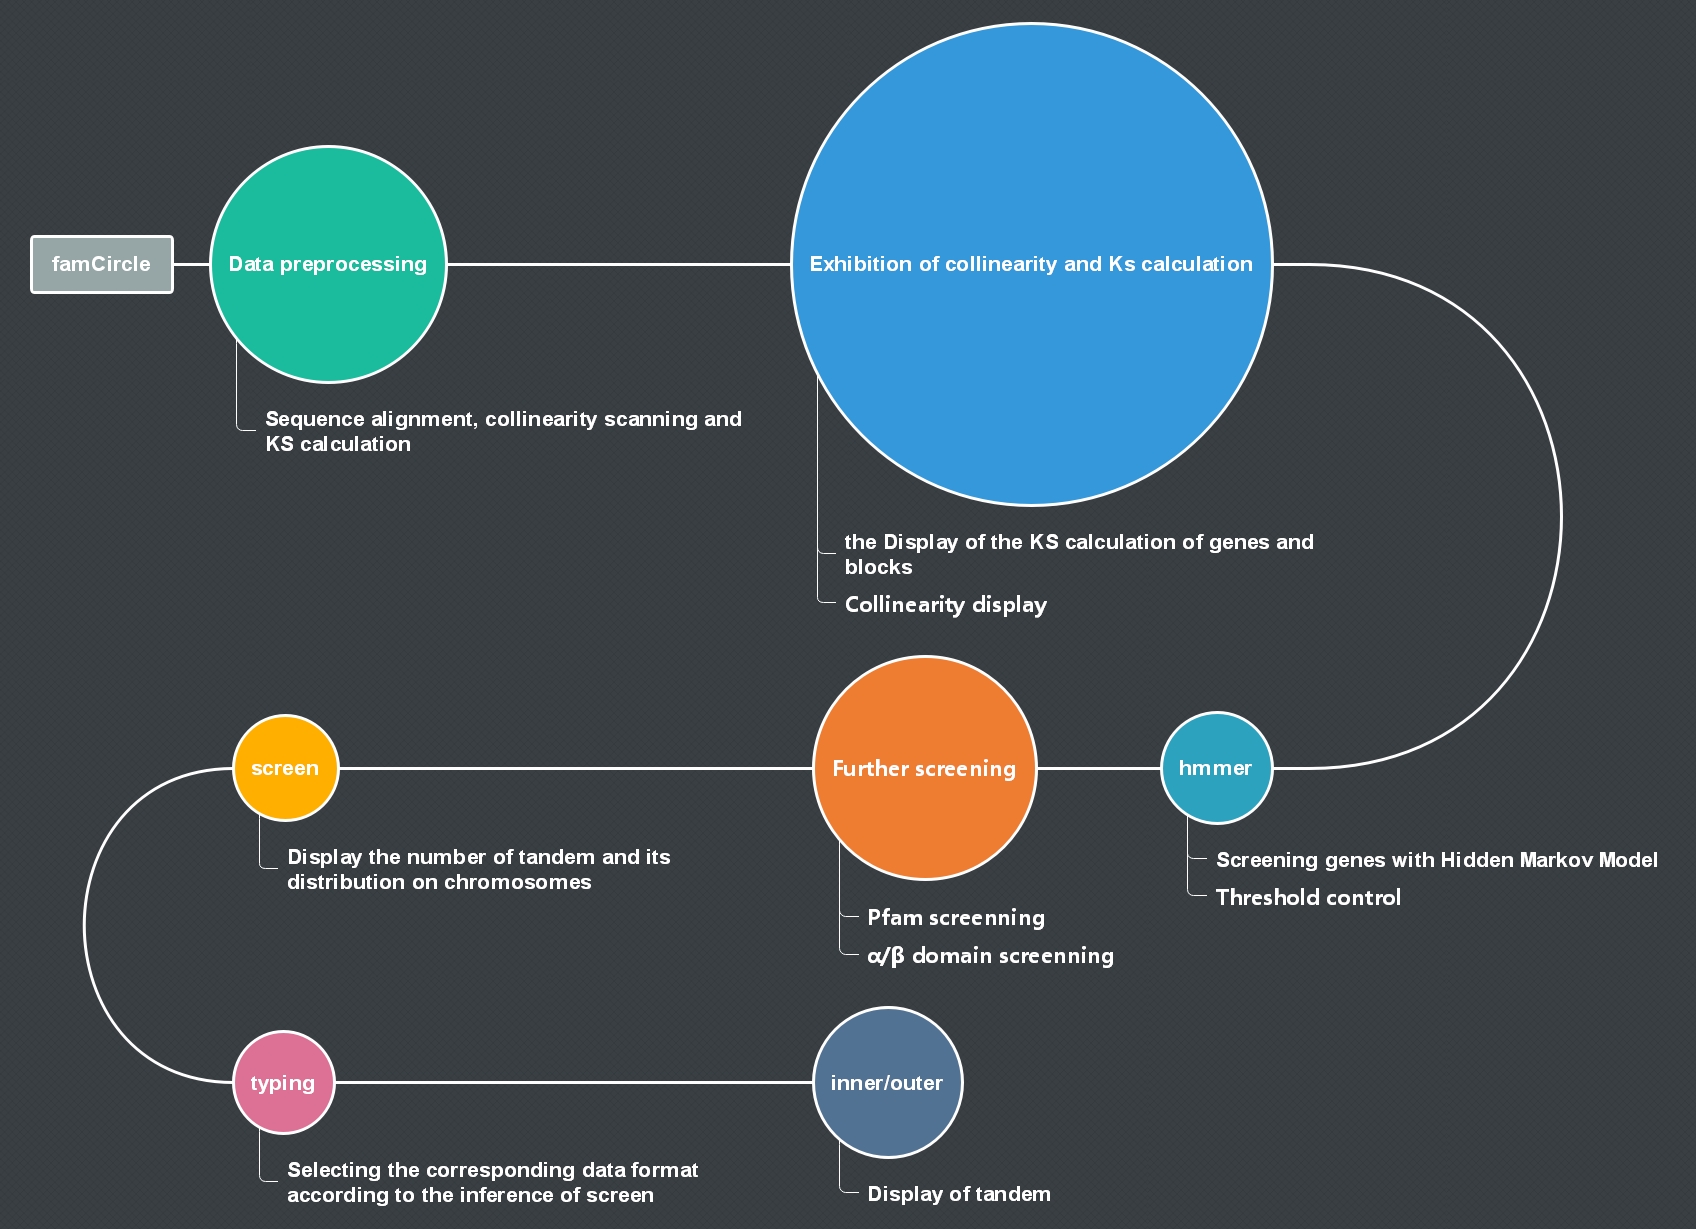 famCircle
Data preprocessing
Sequence alignment, collinearity scanning and
KS calculation
Exhibition of collinearity and Ks calculation
the Display of the KS calculation of genes and
blocks
Collinearity display
hmmer
Screening genes with Hidden Markov Model
Threshold control
Further screening
Pfam screenning
α/β domain screenning
screen
Display the number of tandem and its
distribution on chromosomes
typing
Selecting the corresponding data format
according to the inference of screen
inner/outer
Display of tandem